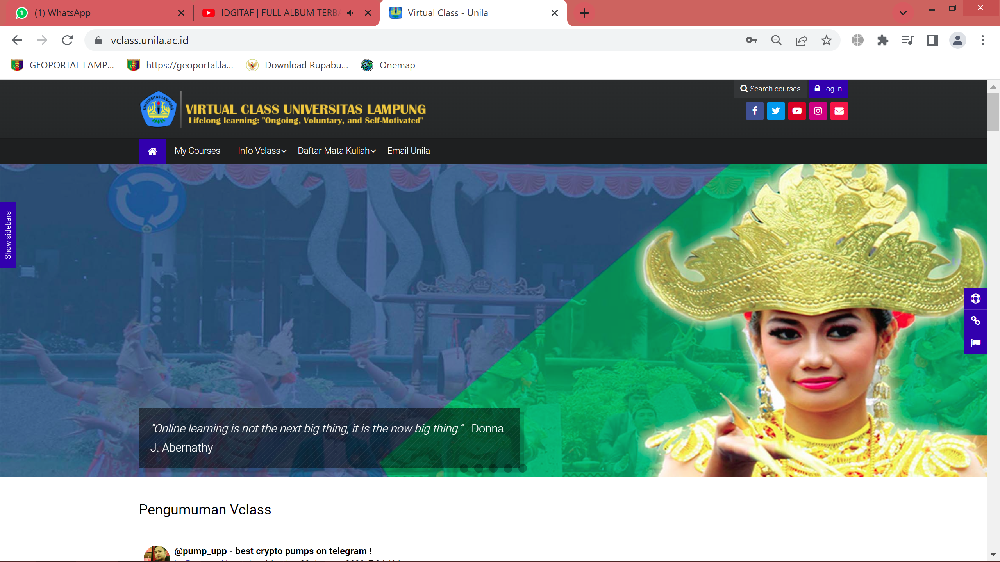 (1) WhatsApp
IDGITAF | FULL ALBUM TERBA
Virtual Class - Unila
vclass.unila.ac.id
GEOPORTAL LAMP...
https://geoportal.la...
Download Rupabu...
Onemap
Search courses
Log in
UNIVERSITAS LAMPUNG
VIRTUAL CLASS UNIVERSITAS LAMPUNG
Lifelong learning: "Ongoing, Voluntary, and Self-Motivated"
My Courses
Info Vclass
Daftar Mata Kuliah
Email Unila
Show sidebars
"Online learning is not the next big thing, it is the now big thing.” - Donna
J. Abernathy
Pengumuman Vclass
@pump_upp - best crypto pumps on telegram !